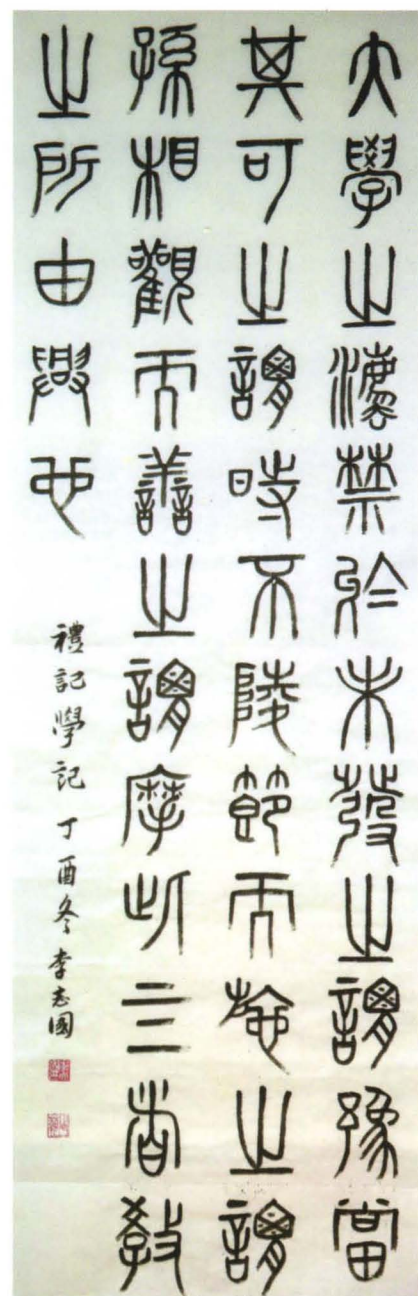 大學之灋禁於未發之謂豫當
其可之謂時不陵節而施之謂
孫相觀而善之謂摩此亖者教
之所由興也
禮記學記 丁酉冬 李志國